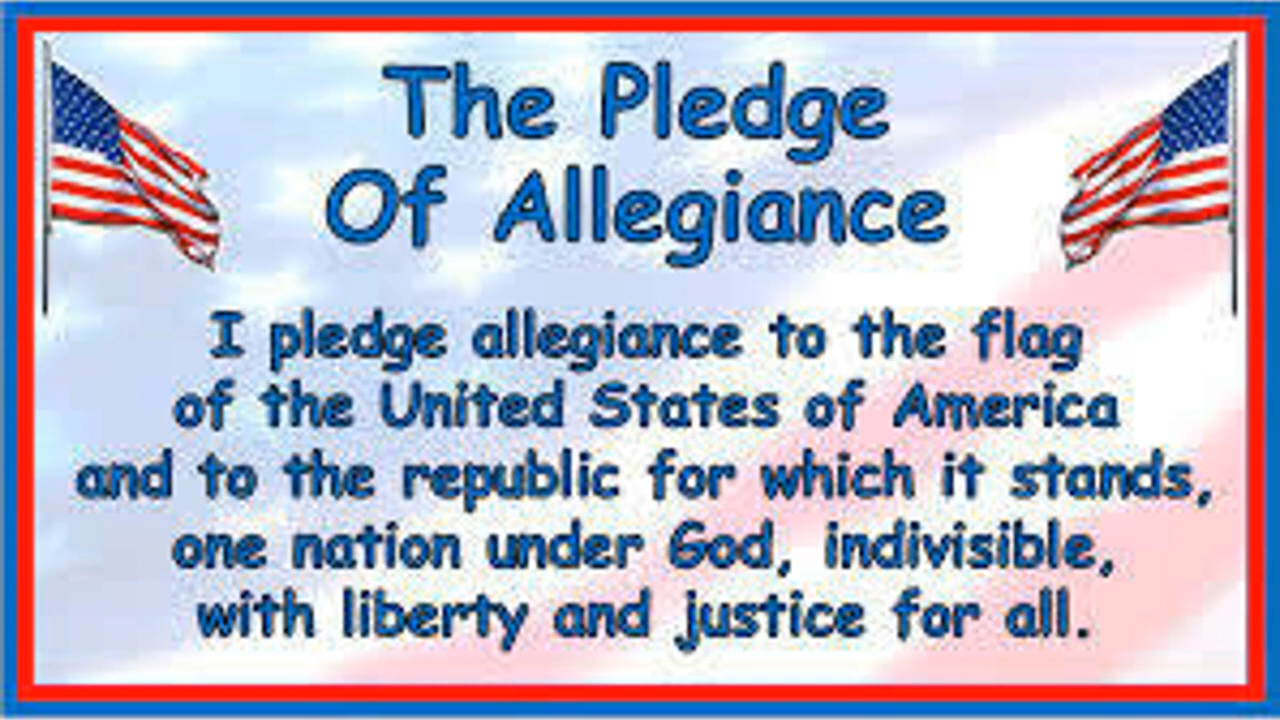 The Pledge
Of Allegiance
I pledge allegiance to the flag
of the United States of America
and to the republic for which it stands,
one nation under God, indivisible,
with liberty and justice for all.